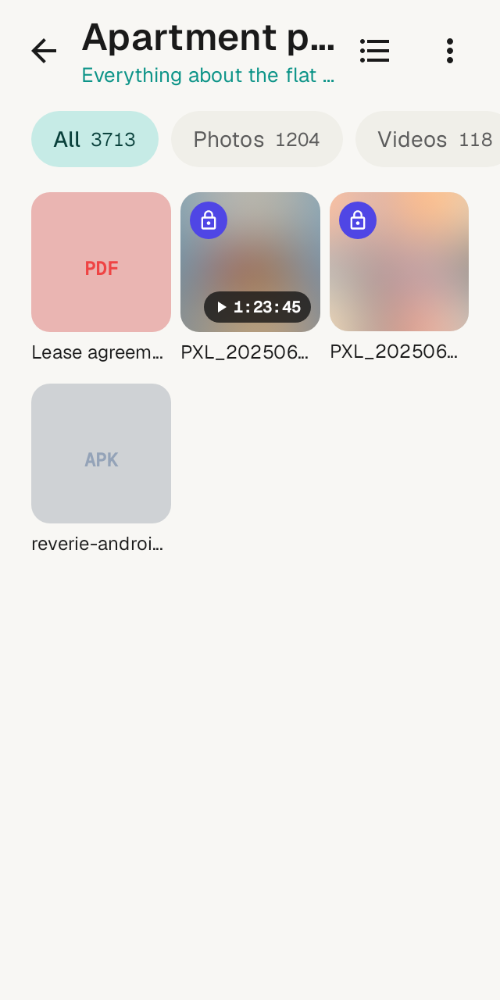 Apartment p...
Everything about the flat ...
All 3713
Photos 1204
Videos 118
PDF
1:23:45
Lease agreem...
PXL_202506...
PXL_202506...
APK
reverie-androi...